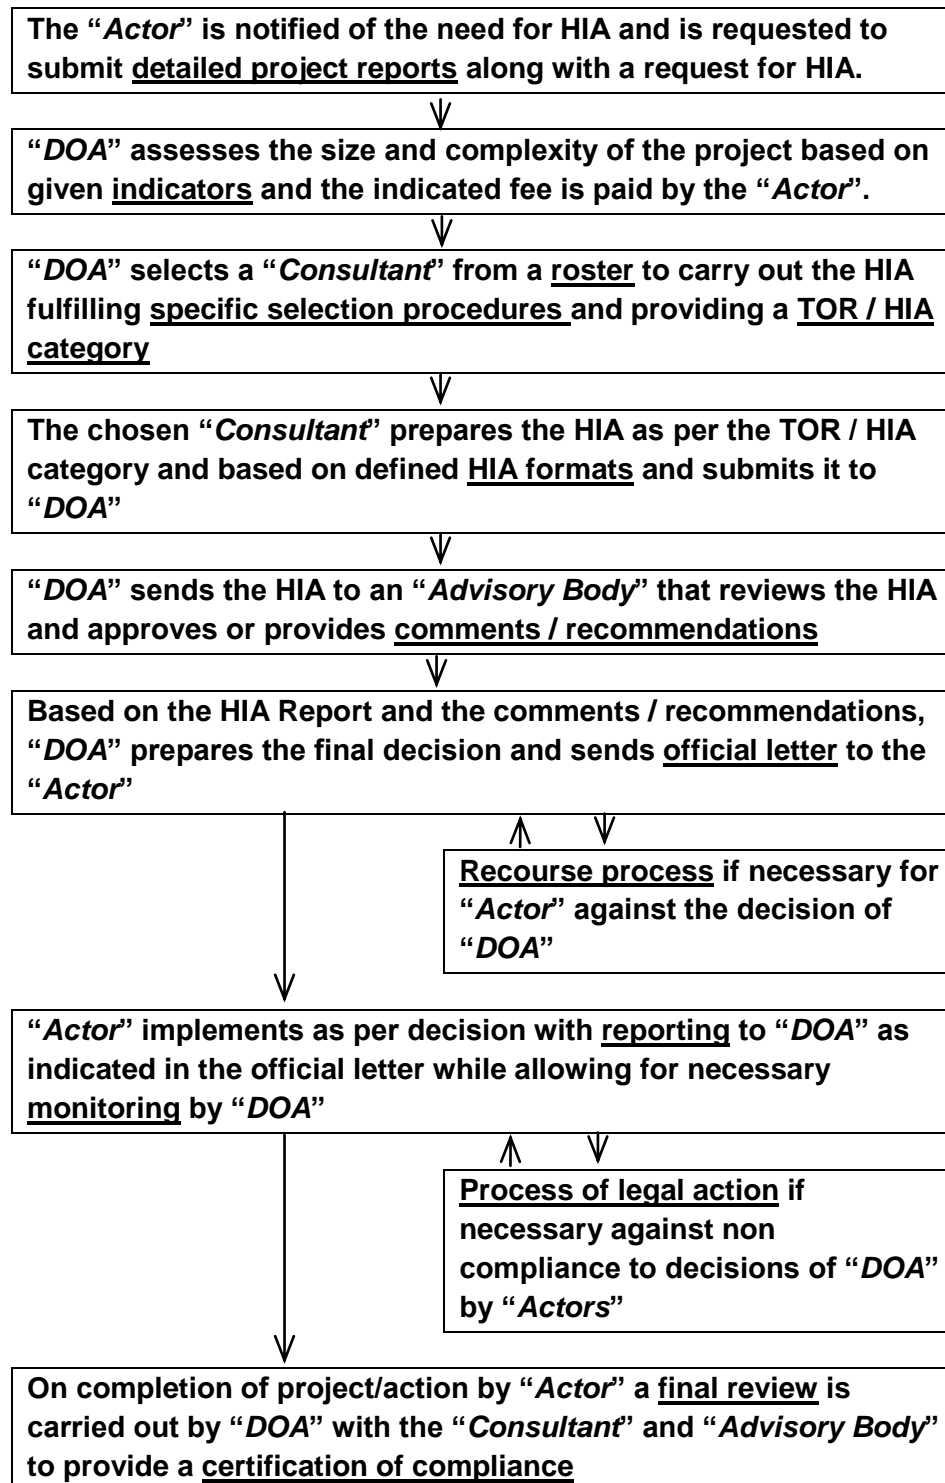 The “Actor” is notified of the need for HIA and is requested to
submit detailed project reports along with a request for HIA.
“DOA” assesses the size and complexity of the project based on
given indicators and the indicated fee is paid by the “Actor”.
“DOA” selects a “Consultant” from a roster to carry out the HIA
fulfilling specific selection procedures and providing a TOR / HIA
category
The chosen “Consultant” prepares the HIA as per the TOR / HIA
category and based on defined HIA formats and submits it to
“DOA”
“DOA” sends the HIA to an “Advisory Body” that reviews the HIA
and approves or provides comments / recommendations
Based on the HIA Report and the comments / recommendations,
“DOA” prepares the final decision and sends official letter to the
“Actor”
Recourse process if necessary for
“Actor” against the decision of
“DOA”
“Actor” implements as per decision with reporting to “DOA” as
indicated in the official letter while allowing for necessary
monitoring by “DOA”
Process of legal action if
necessary against non
compliance to decisions of “DOA”
by “Actors”
On completion of project/action by “Actor” a final review is
carried out by “DOA” with the “Consultant” and “Advisory Body”
to provide a certification of compliance